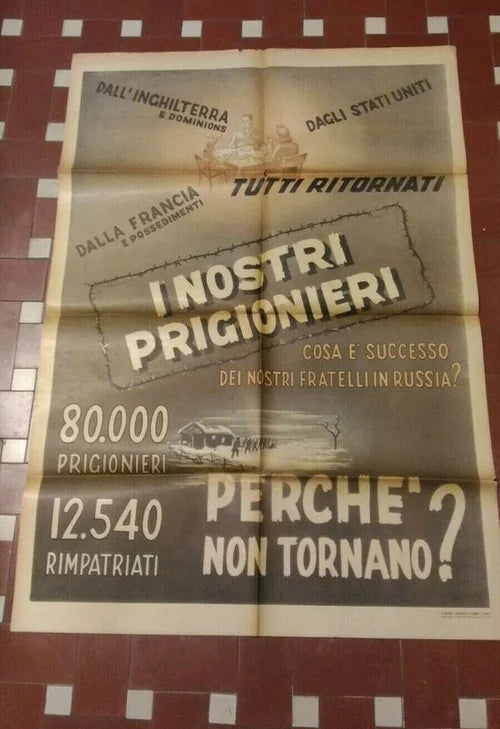 DALL'INGHILTERRA
E DOMINIONS
DAGLI STATI UNITI
TUTTI RITORNATI
DALLA FRANCIA
E POSSEDIMENTI
I NOSTRI
PRIGIONIERI
COSA E' SUCCESSO
DEI NOSTRI FRATELLI IN RUSSIA?
80.000
PRIGIONIERI
12.540
RIMPATRIATI
PERCHE'
NON TORNANO?